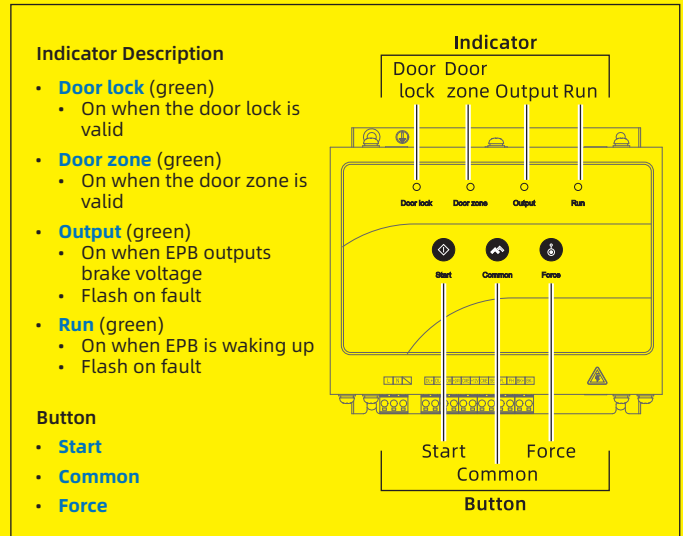 Indicator Description
• Door lock (green)
• On when the door lock is
valid
• Door zone (green)
• On when the door zone is
valid
• Output (green)
• On when EPB outputs
brake voltage
• Flash on fault
• Run (green)
• On when EPB is waking up
• Flash on fault
Button
• Start
• Common
• Force
Indicator
Door Door
lock zone Output Run
Door lock Door zone Output Run
Start Common Force
L N
Start Force
Common
Button